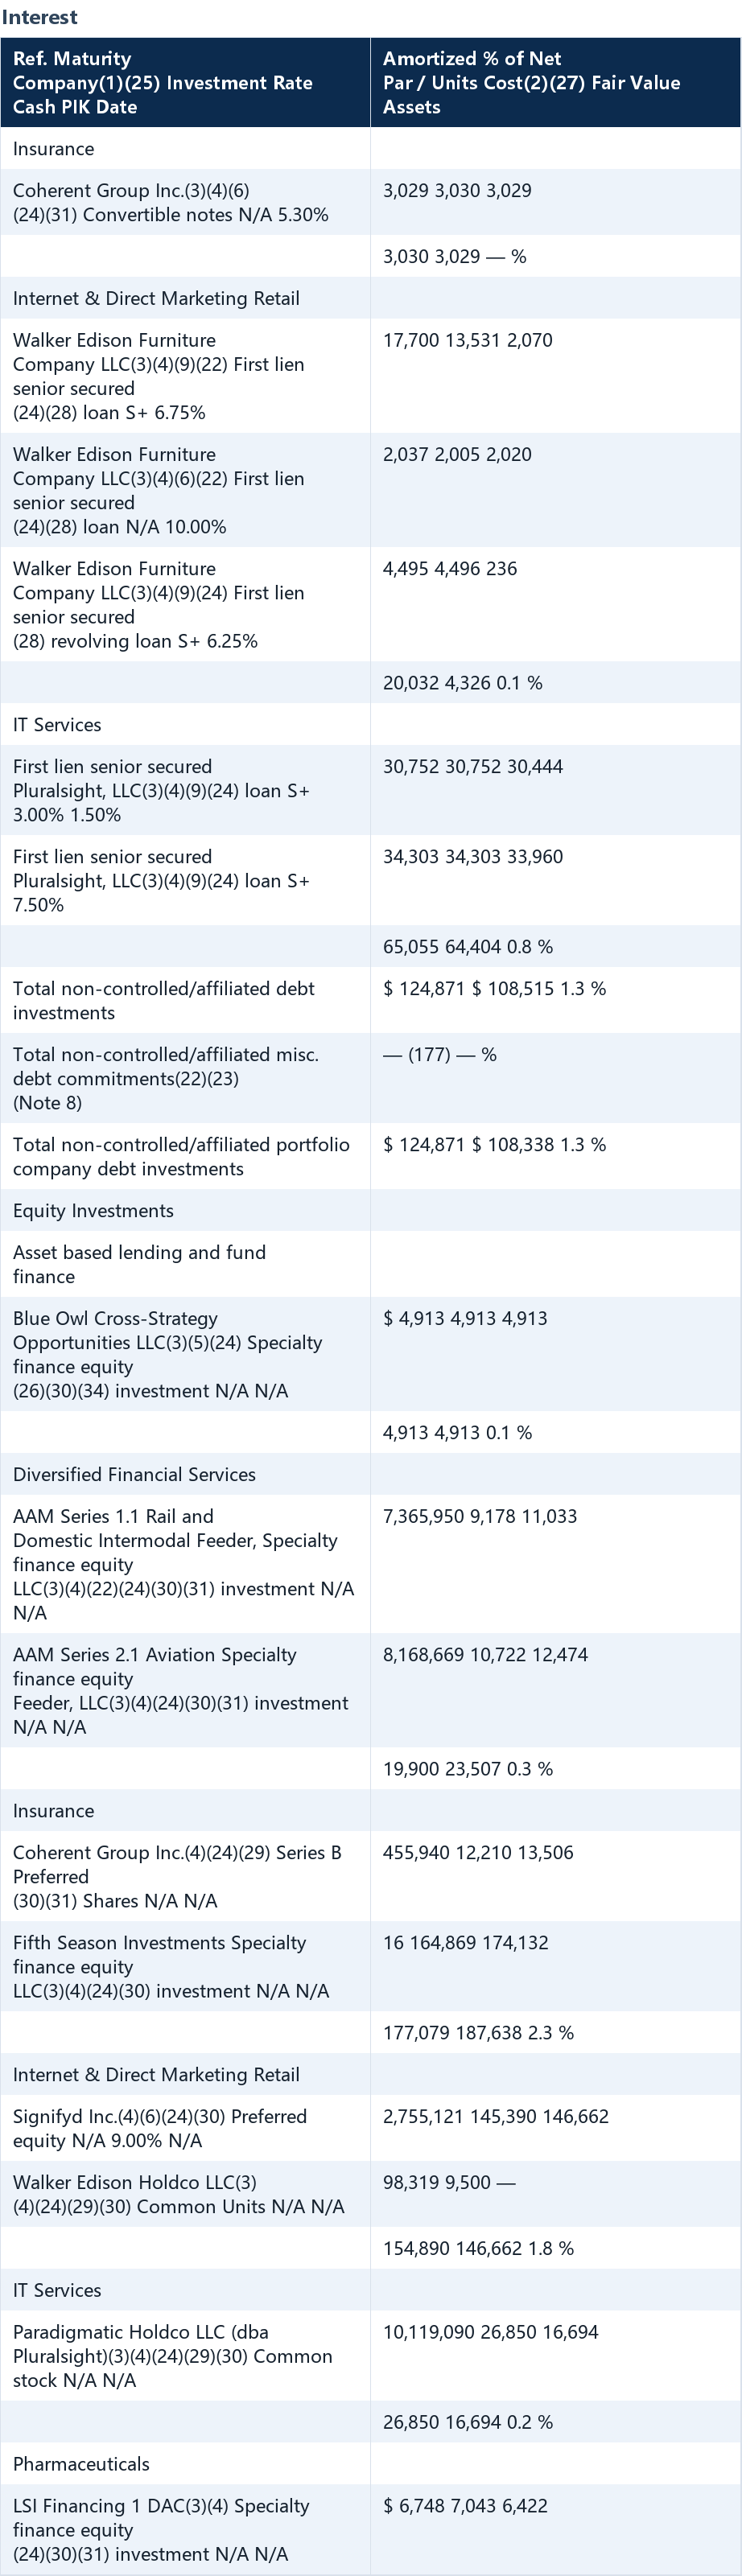 Interest
Ref. Maturity
Company(1)(25) Investment Rate
Cash PIK Date
Amortized % of Net
Par / Units Cost(2)(27) Fair Value
Assets
Insurance
Coherent Group Inc.(3)(4)(6)
(24)(31) Convertible notes N/A 5.30%
3,029 3,030 3,029
3,030 3,029 — %
Internet & Direct Marketing Retail
Walker Edison Furniture
Company LLC(3)(4)(9)(22) First lien
senior secured
(24)(28) loan S+ 6.75%
17,700 13,531 2,070
Walker Edison Furniture
Company LLC(3)(4)(6)(22) First lien
senior secured
(24)(28) loan N/A 10.00%
2,037 2,005 2,020
Walker Edison Furniture
Company LLC(3)(4)(9)(24) First lien
senior secured
(28) revolving loan S+ 6.25%
4,495 4,496 236
20,032 4,326 0.1 %
IT Services
First lien senior secured
Pluralsight, LLC(3)(4)(9)(24) loan S+
3.00% 1.50%
30,752 30,752 30,444
First lien senior secured
Pluralsight, LLC(3)(4)(9)(24) loan S+
7.50%
34,303 34,303 33,960
65,055 64,404 0.8 %
Total non-controlled/affiliated debt
investments
$ 124,871 $ 108,515 1.3 %
Total non-controlled/affiliated misc.
debt commitments(22)(23)
(Note 8)
— (177) — %
Total non-controlled/affiliated portfolio
company debt investments
$ 124,871 $ 108,338 1.3 %
Equity Investments
Asset based lending and fund
finance
Blue Owl Cross-Strategy
Opportunities LLC(3)(5)(24) Specialty
finance equity
(26)(30)(34) investment N/A N/A
$ 4,913 4,913 4,913
4,913 4,913 0.1 %
Diversified Financial Services
AAM Series 1.1 Rail and
Domestic Intermodal Feeder, Specialty
finance equity
LLC(3)(4)(22)(24)(30)(31) investment N/A
N/A
7,365,950 9,178 11,033
AAM Series 2.1 Aviation Specialty
finance equity
Feeder, LLC(3)(4)(24)(30)(31) investment
N/A N/A
8,168,669 10,722 12,474
19,900 23,507 0.3 %
Insurance
Coherent Group Inc.(4)(24)(29) Series B
Preferred
(30)(31) Shares N/A N/A
455,940 12,210 13,506
Fifth Season Investments Specialty
finance equity
LLC(3)(4)(24)(30) investment N/A N/A
16 164,869 174,132
177,079 187,638 2.3 %
Internet & Direct Marketing Retail
Signifyd Inc.(4)(6)(24)(30) Preferred
equity N/A 9.00% N/A
2,755,121 145,390 146,662
Walker Edison Holdco LLC(3)
(4)(24)(29)(30) Common Units N/A N/A
98,319 9,500 —
154,890 146,662 1.8 %
IT Services
Paradigmatic Holdco LLC (dba
Pluralsight)(3)(4)(24)(29)(30) Common
stock N/A N/A
10,119,090 26,850 16,694
26,850 16,694 0.2 %
Pharmaceuticals
LSI Financing 1 DAC(3)(4) Specialty
finance equity
(24)(30)(31) investment N/A N/A
$ 6,748 7,043 6,422